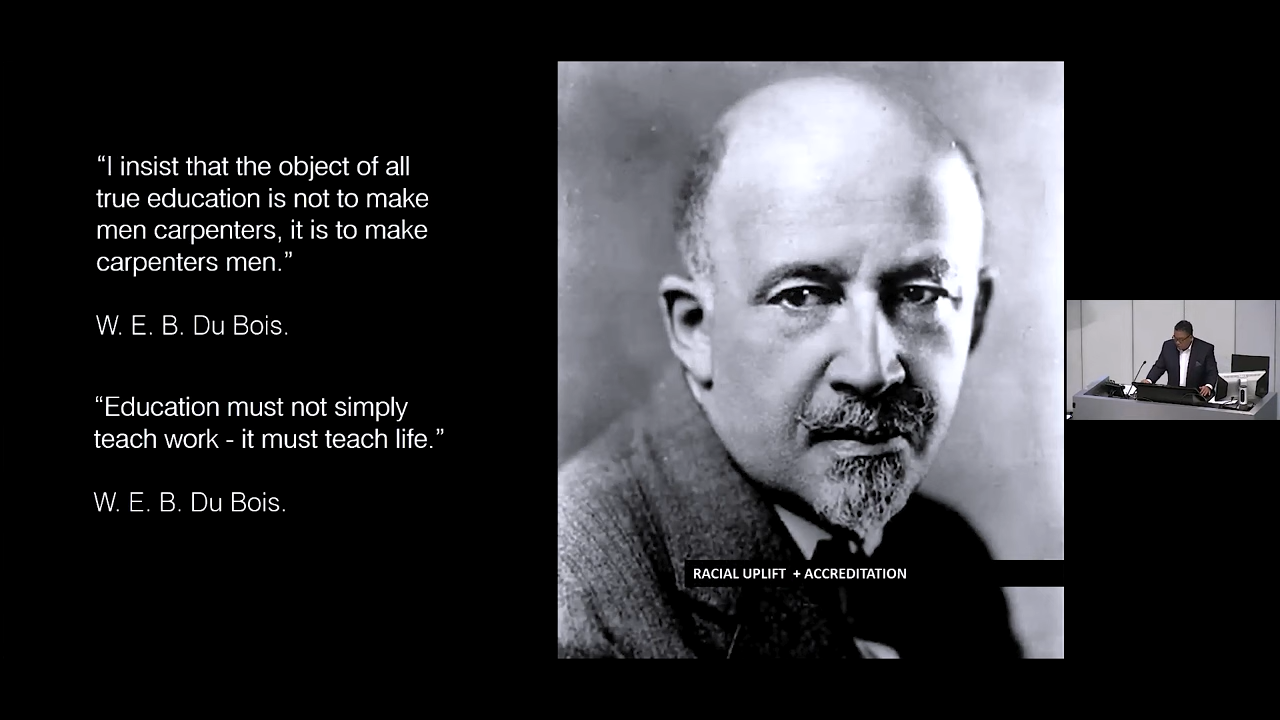 “I insist that the object of all
true education is not to make
men carpenters, it is to make
carpenters men.”
W. E. B. Du Bois.
“Education must not simply
teach work - it must teach life.”
W. E. B. Du Bois.
RACIAL UPLIFT + ACCREDITATION